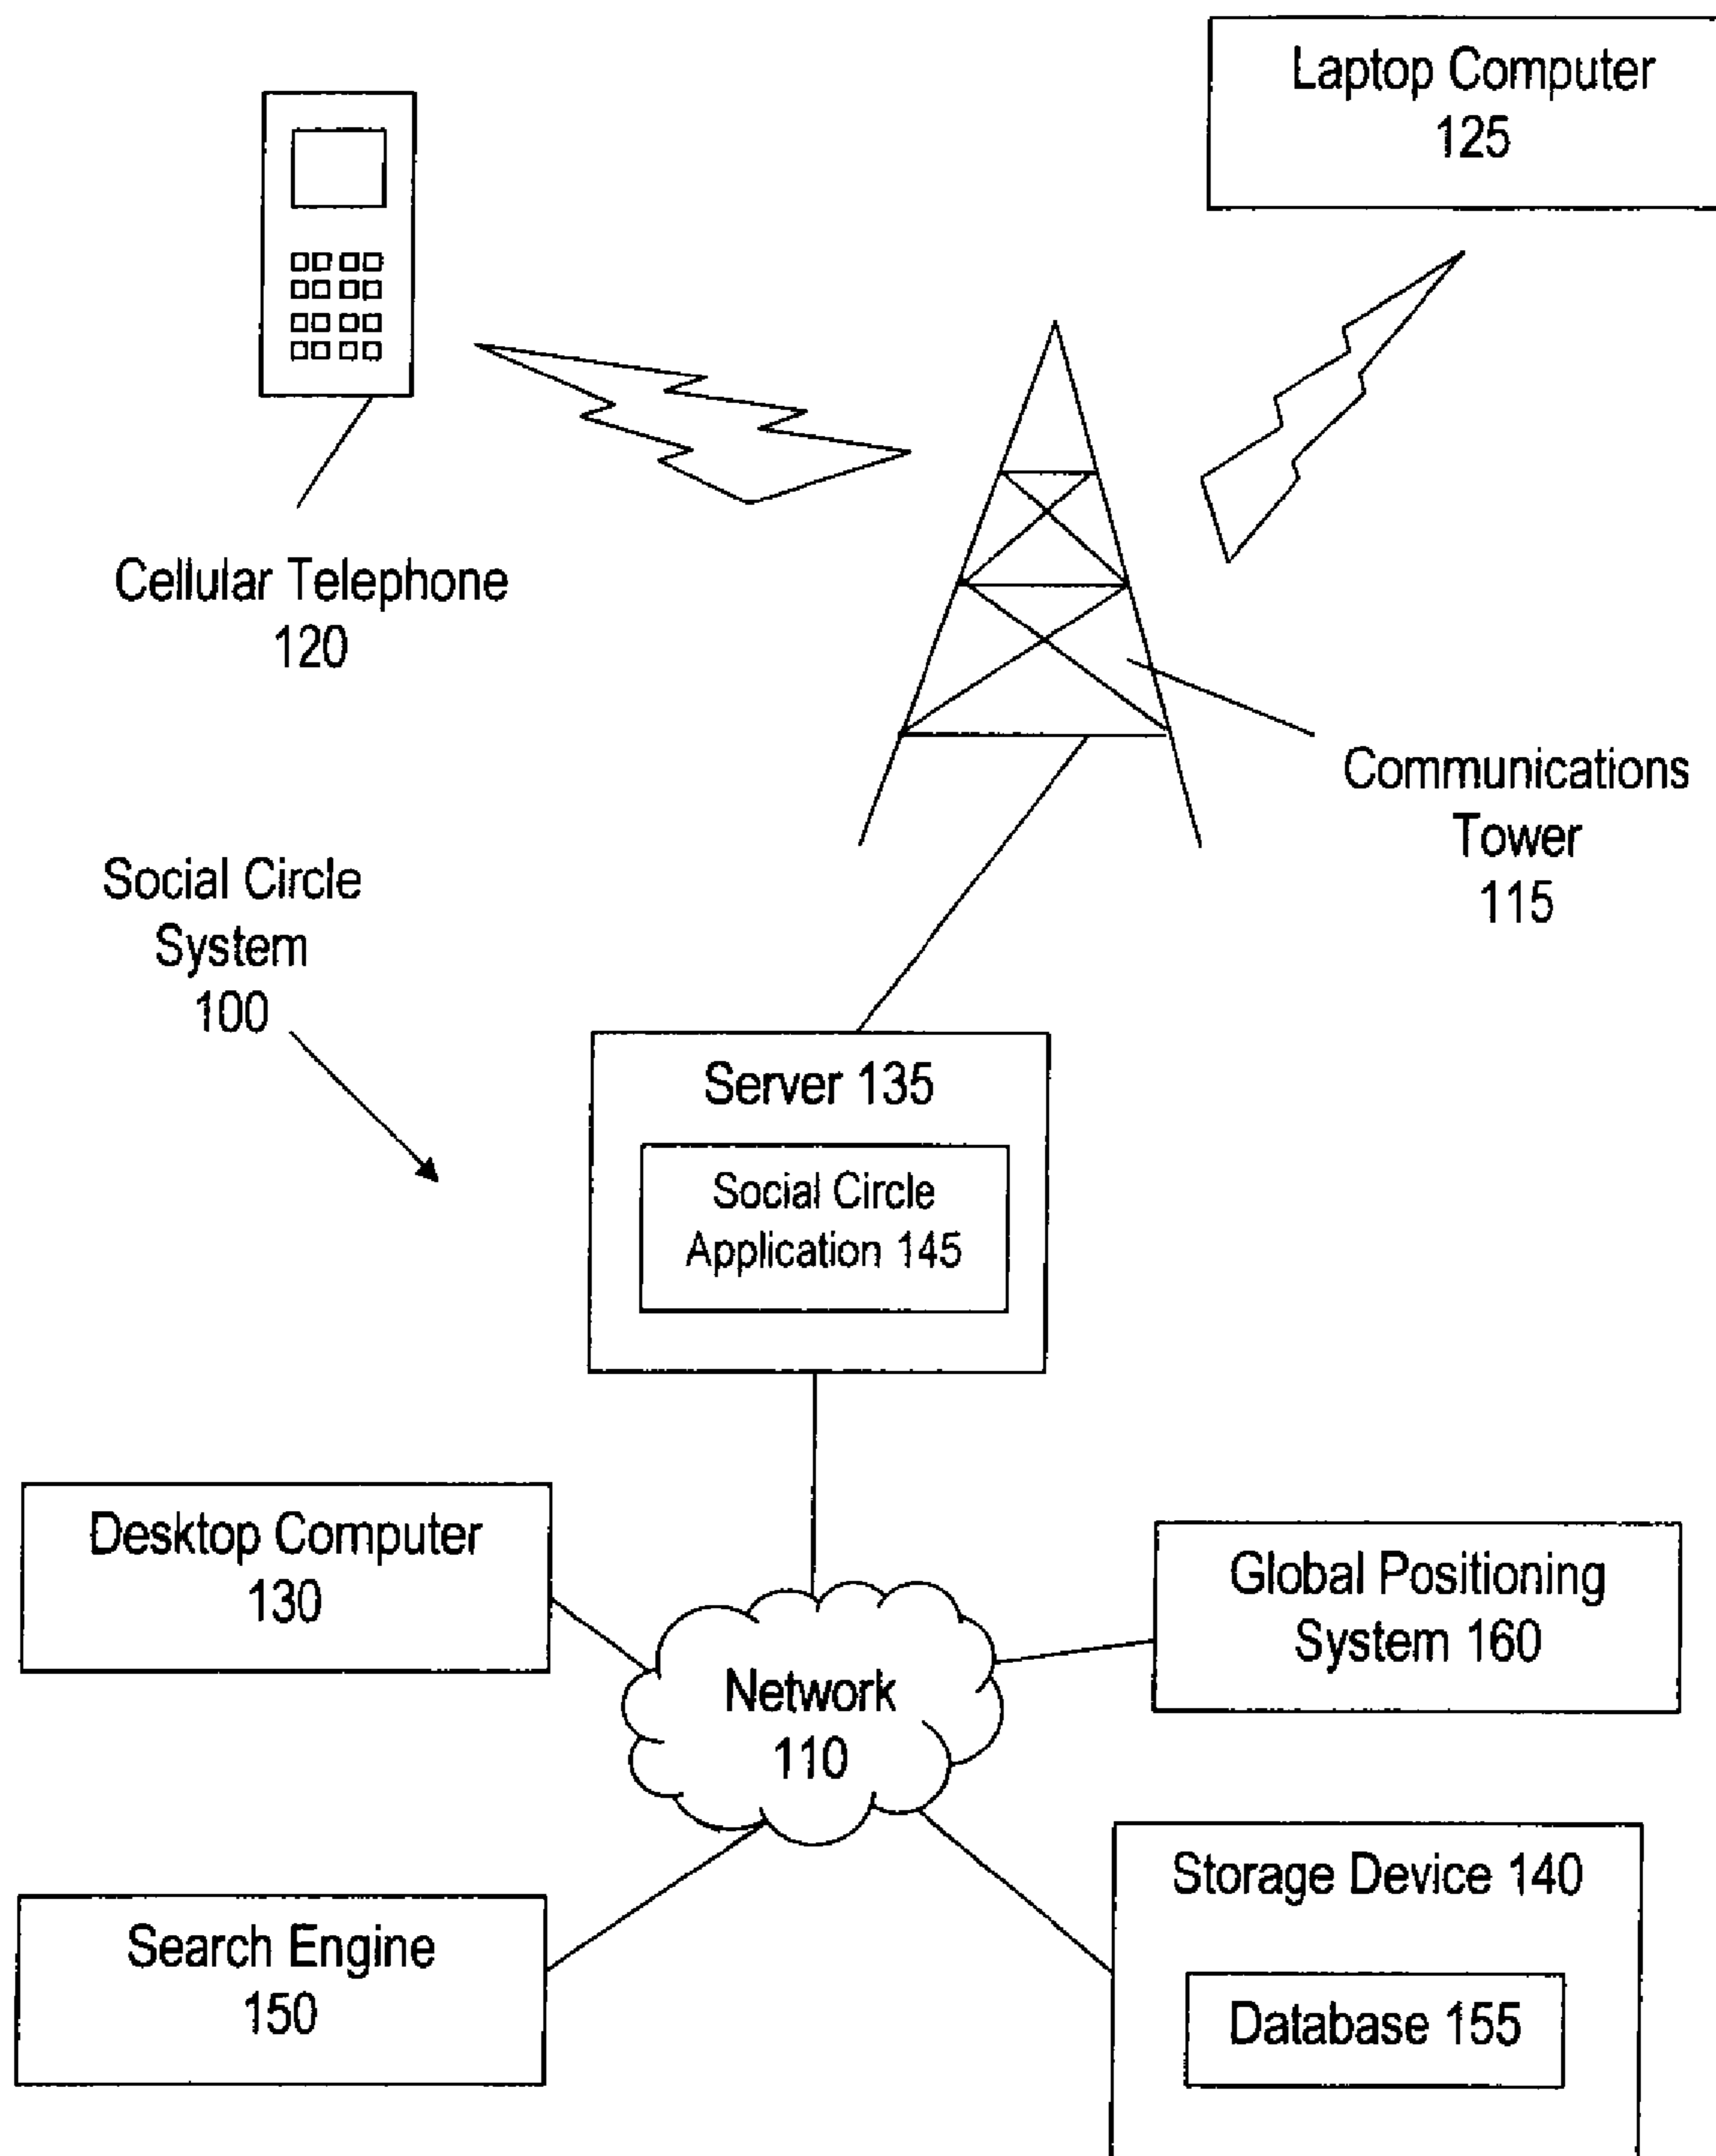 Laptop Computer
125
Cellular Telephone
120
Communications
Tower
115
Social Circle
System
100
Server 135
Social Circle
Application 145
Desktop Computer
130
Global Positioning
System 160
Network
110
Storage Device 140
Search Engine
150
Database 155